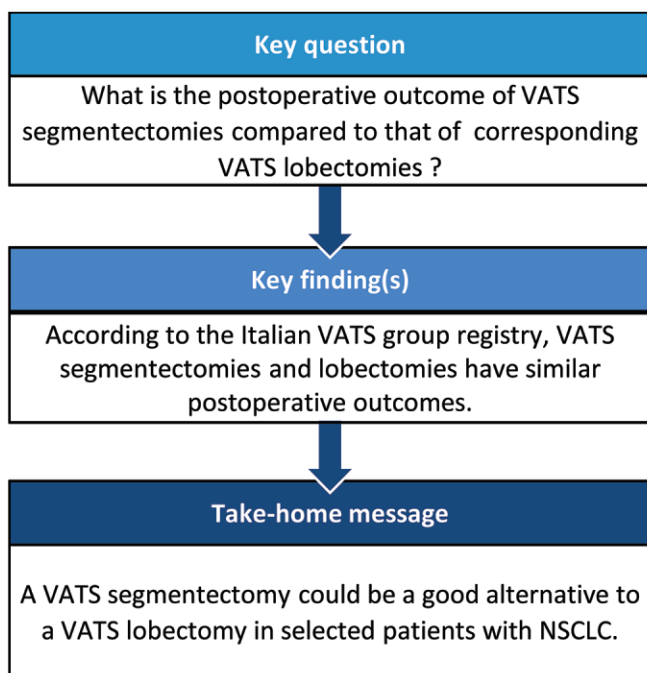 Key question
What is the postoperative outcome of VATS
segmentectomies compared to that of corresponding
VATS lobectomies ?
Key finding(s)
According to the Italian VATS group registry, VATS
segmentectomies and lobectomies have similar
postoperative outcomes.
Take-home message
A VATS segmentectomy could be a good alternative to
a VATS lobectomy in selected patients with NSCLC.